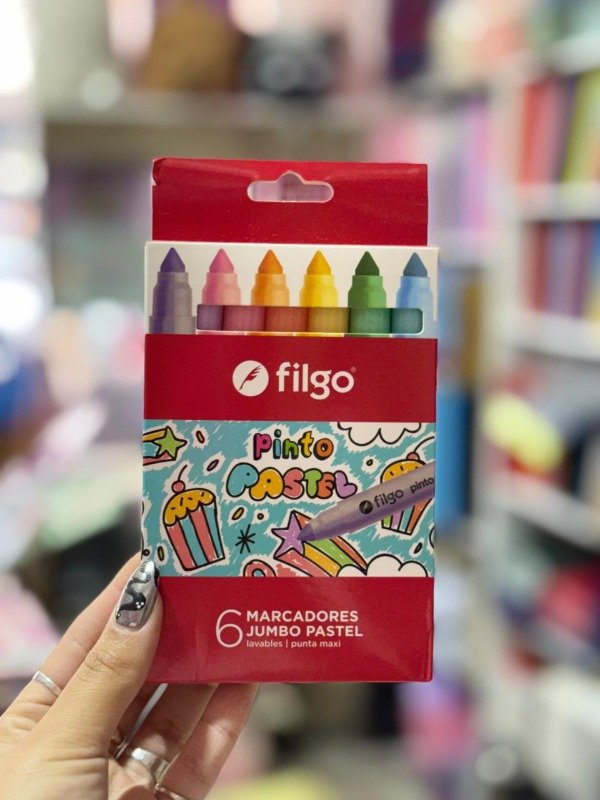 filgo
pinto
PASTEL
filgo pinto
6 MARCADORES
JUMBO PASTEL
lavables | punta maxi